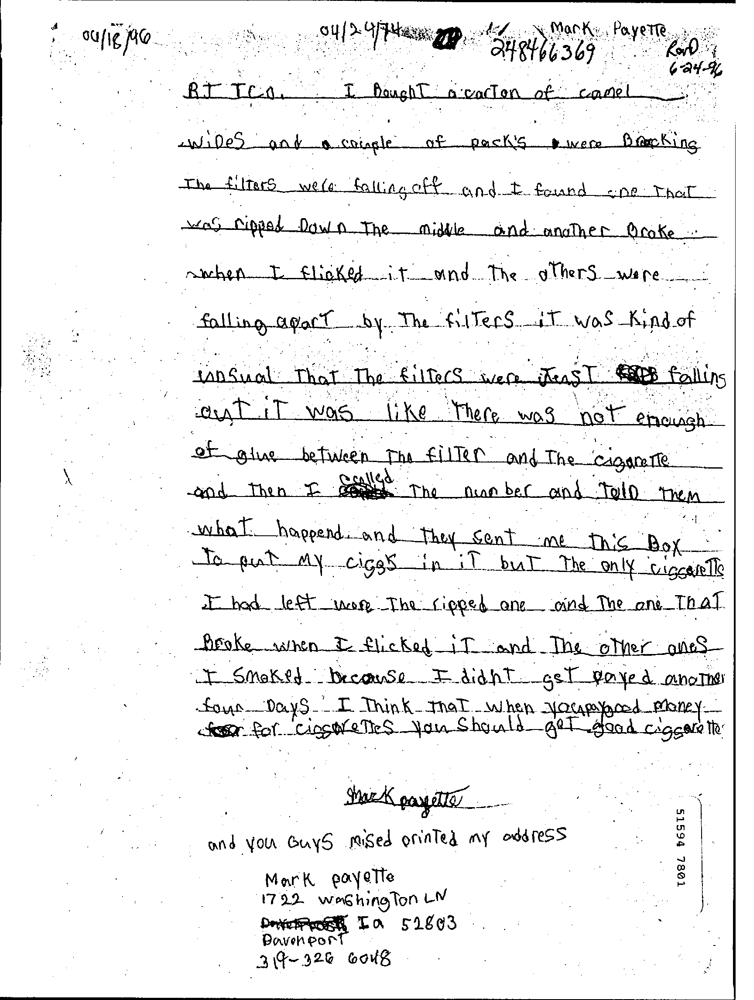 04/18/96 04/24/74 Mark Payette
248466369 Rcvd
6-24-96
RJ T Co. I BoughT a carTon of camel
wiDes and a couple of pack's were Bracking
The filTers were falling off and I found one ThaT
was ripped Down The middle and another Broke
when I flicked it and The oTherS were
falling aparT by The filTerS iT was Kind of
unsual ThaT The filTers were JusT falling
out iT was like There was not enough
of glue between The filTer and The cigareTTe
and Then I called The number and TolD Them
whaT happend and They senT me This Box
To put My ciggs in iT buT The only ciggaretTe
I had left were The ripped one and The one ThaT
Broke when I flicked iT and The oTher ones
I smoked because I didnt get payed another
four Days I Think That when you pay good money
for ciggareTTes you should get good ciggarette
Mark payette
and you Guys mised printed my address
Mark payeTTe
1722 washingTon LN
Ia 52803
DavenporT
319-326 6048
51594 7801